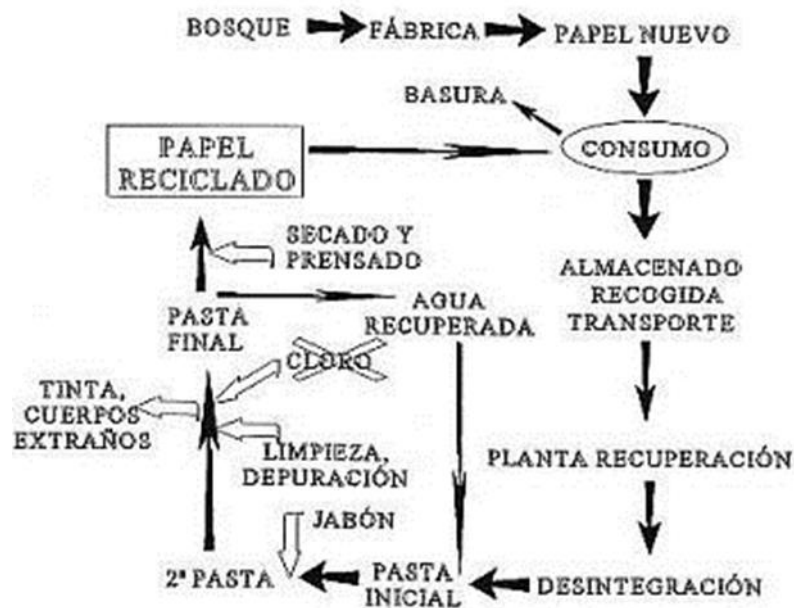 BOSQUE
FÁBRICA
PAPEL NUEVO
BASURA
PAPEL
RECICLADO
CONSUMO
SECADO Y
PRENSADO
ALMACENADO
RECOGIDA
TRANSPORTE
PASTA
FINAL
AGUA
RECUPERADA
CLORO
TINTA,
CUERPOS
EXTRAÑOS
LIMPIEZA,
DEPURACIÓN
PLANTA RECUPERACIÓN
JABÓN
2ª PASTA
PASTA
INICIAL
DESINTEGRACIÓN